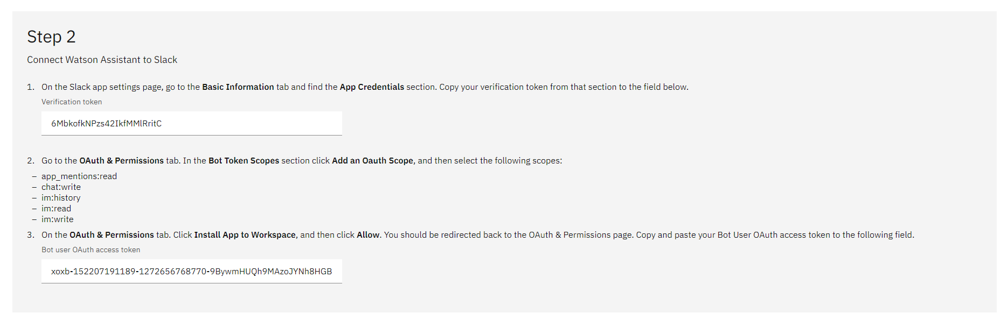 Step 2
Connect Watson Assistant to Slack
1. On the Slack app settings page, go to the Basic Information tab and find the App Credentials section. Copy your verification token from that section to the field below.
Verification token
6MbkofkNPzs42IkfMMlRritC
2. Go to the OAuth & Permissions tab. In the Bot Token Scopes section click Add an Oauth Scope, and then select the following scopes:
– app_mentions:read
– chat:write
– im:history
– im:read
– im:write
3. On the OAuth & Permissions tab. Click Install App to Workspace, and then click Allow. You should be redirected back to the OAuth & Permissions page. Copy and paste your Bot User OAuth access token to the following field.
Bot user OAuth access token
xoxb-152207191189-1272656768770-9BywmHUQh9MAzoJYNh8HGB